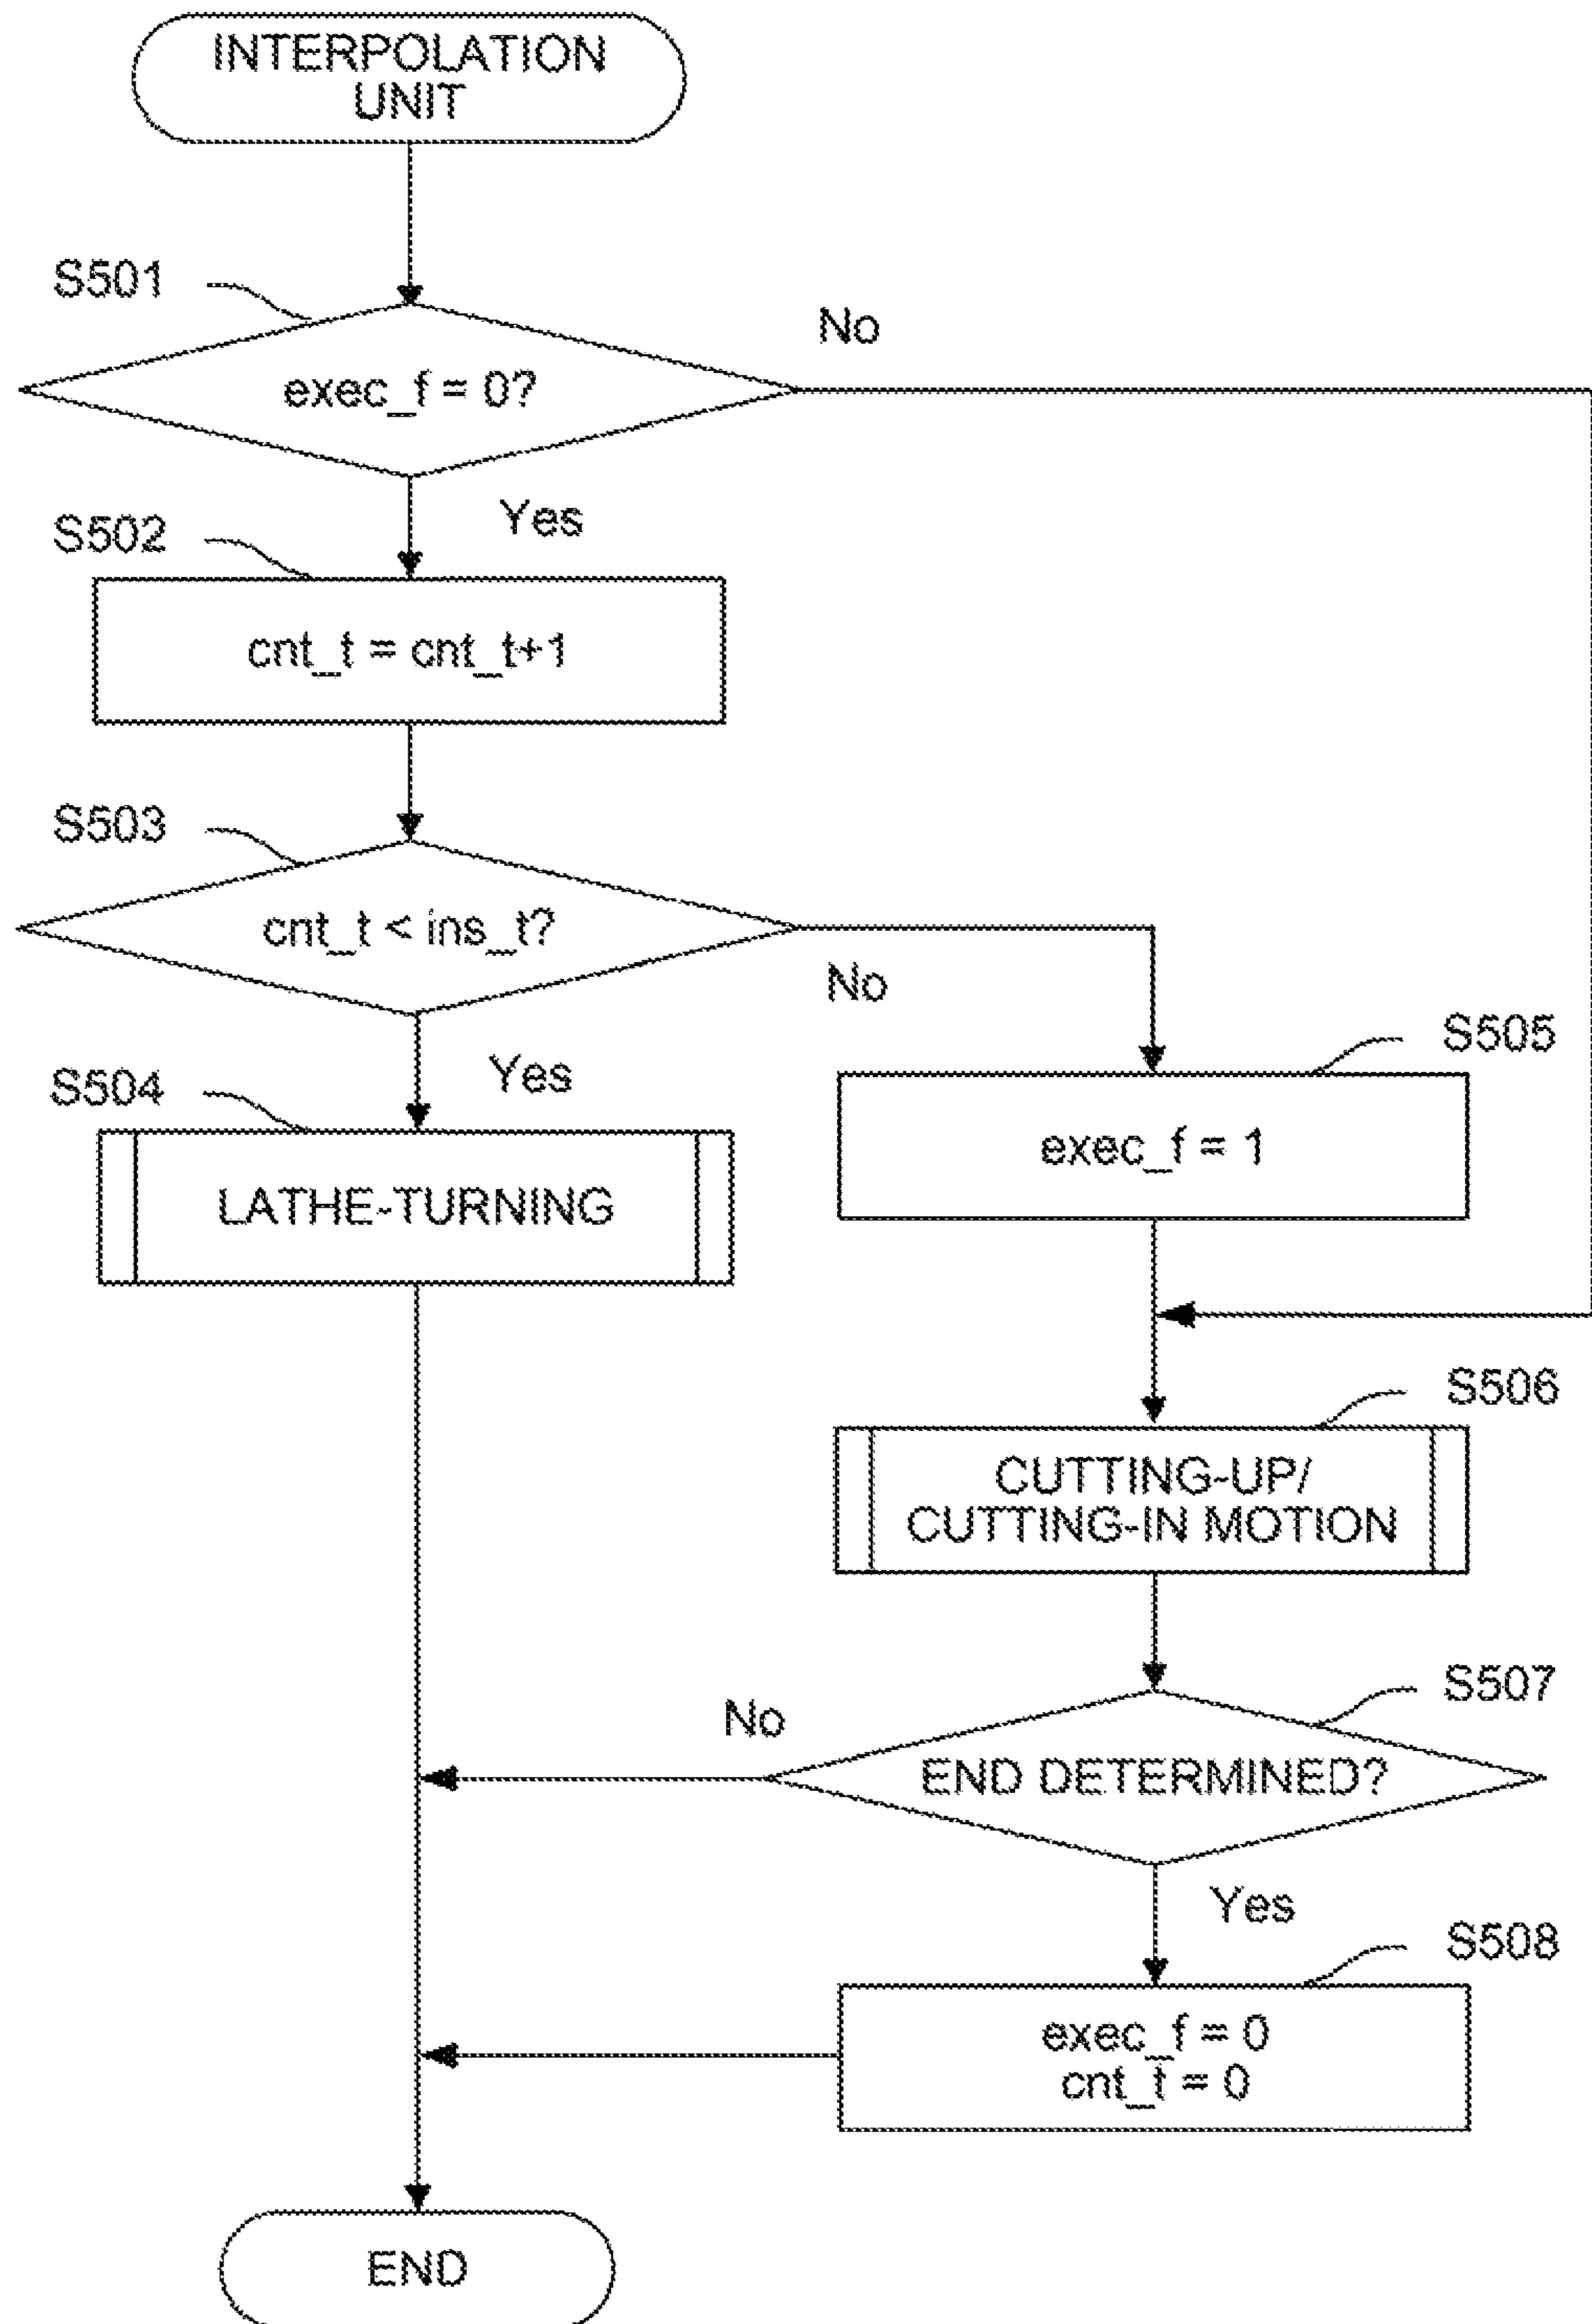 INTERPOLATION
UNIT
S501
No
exec_f = 0?
Yes
S502
cnt_t = cnt_t+1
S503
cnt_t < ins_t?
No
S505
Yes
S504
exec_f = 1
LATHE-TURNING
S506
CUTTING-UP/
CUTTING-IN MOTION
S507
No
END DETERMINED?
Yes
S508
exec_f = 0
cnt_t = 0
END